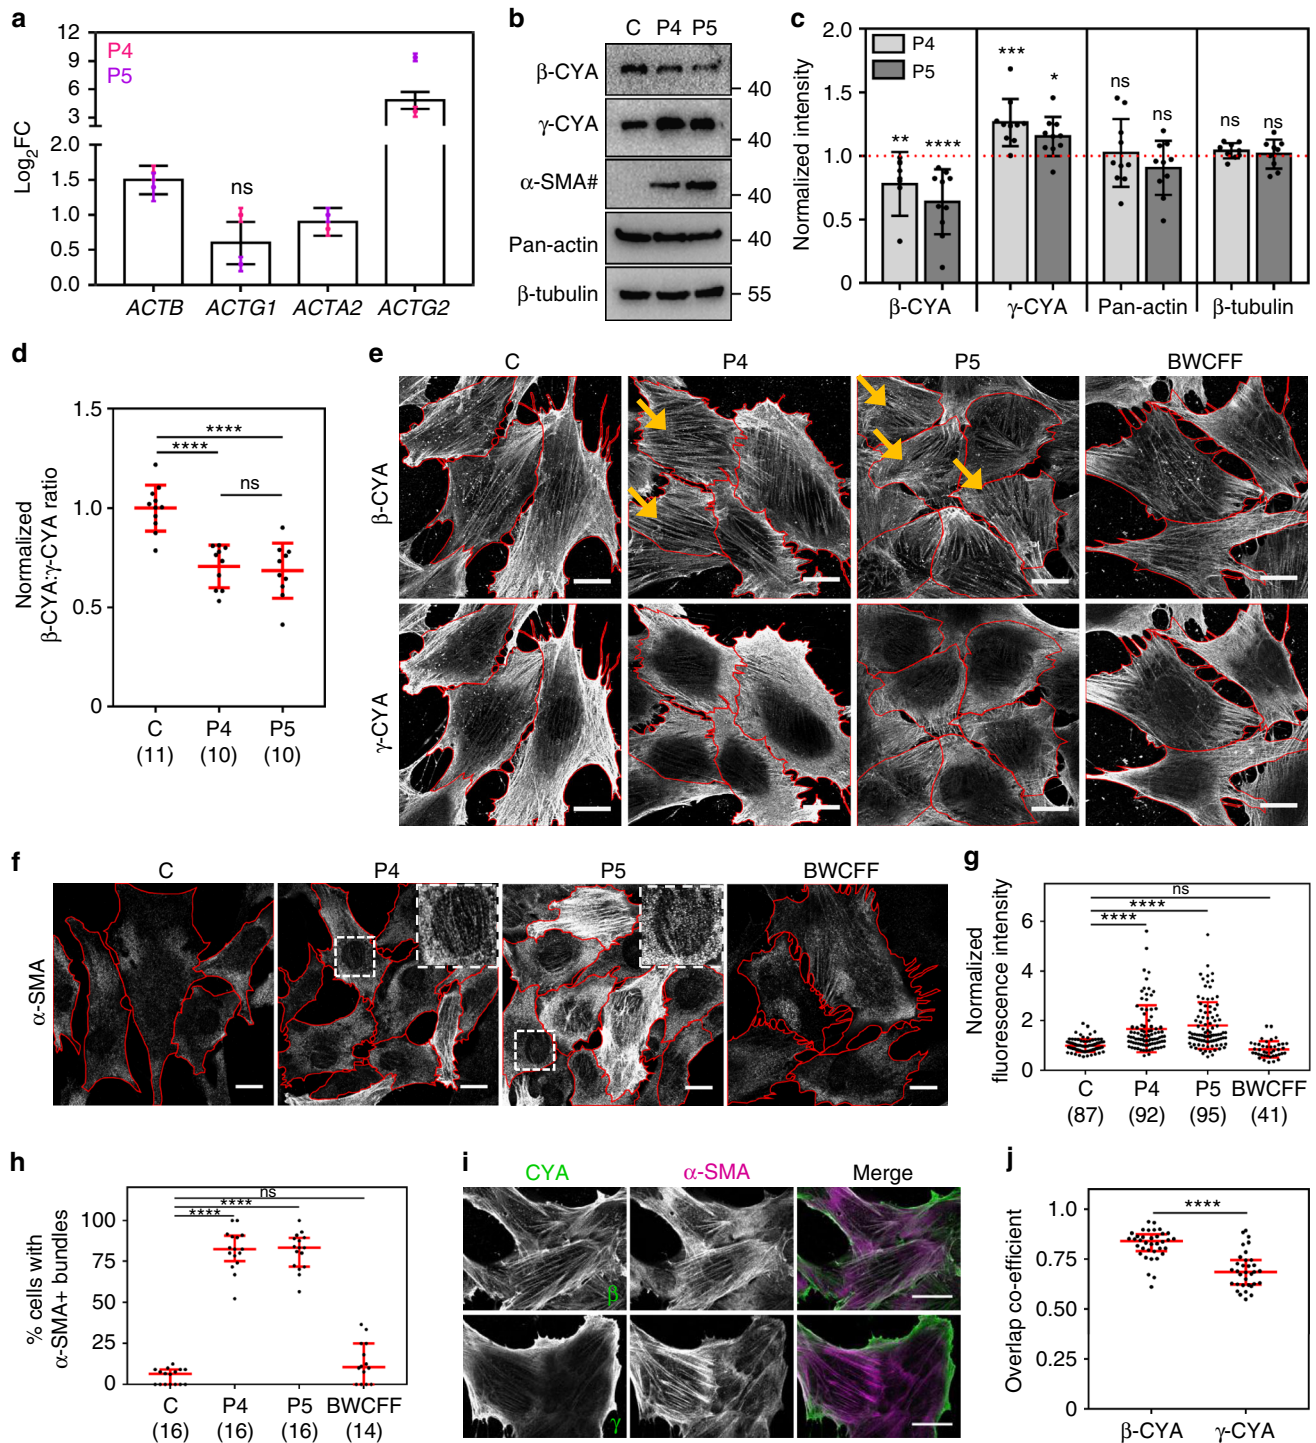 a
12
9
6
3
2.0
1.5
1.0
0.5
0.0
Log2FC
P4
P5
ns
ACTB ACTG1 ACTA2 ACTG2
b
C P4 P5
β-CYA
40
γ-CYA
40
α-SMA#
40
Pan-actin
40
β-tubulin
55
c
2.0
1.5
1.0
0.5
0
Normalized intensity
P4
P5
** **** *** * ns ns ns ns
β-CYA γ-CYA Pan-actin β-tubulin
d
1.5
1.0
0.5
0
Normalized
β-CYA:γ-CYA ratio
****
****
ns
C P4 P5
(11) (10) (10)
e
C P4 P5 BWCFF
β-CYA
γ-CYA
f
C P4 P5 BWCFF
α-SMA
g
6
4
2
0
Normalized
fluorescence intensity
ns
****
****
C P4 P5 BWCFF
(87) (92) (95) (41)
h
100
75
50
25
0
% cells with
α-SMA+ bundles
ns
****
****
C P4 P5 BWCFF
(16) (16) (16) (14)
i
CYA α-SMA Merge
β
γ
j
1.0
0.75
0.50
0.25
0
Overlap co-efficient
****
β-CYA γ-CYA